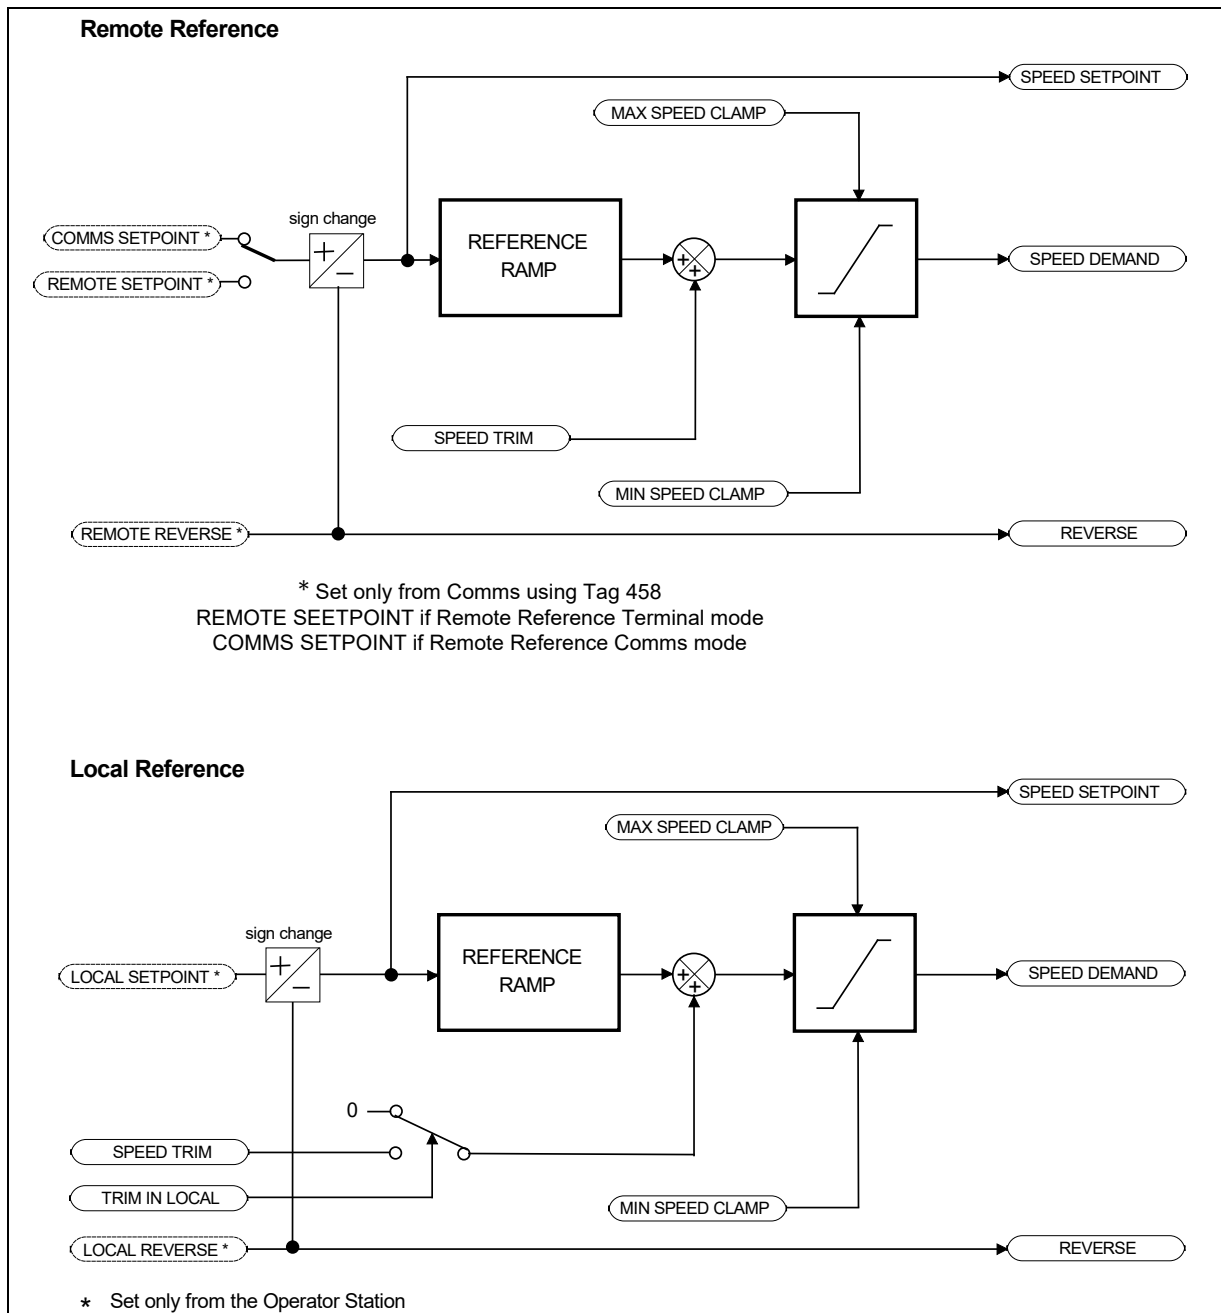 Remote Reference
SPEED SETPOINT
MAX SPEED CLAMP
sign change
COMMS SETPOINT *
+
−
REFERENCE
RAMP
+
+
SPEED DEMAND
REMOTE SETPOINT *
SPEED TRIM
MIN SPEED CLAMP
REMOTE REVERSE *
REVERSE
* Set only from Comms using Tag 458
REMOTE SEETPOINT if Remote Reference Terminal mode
COMMS SETPOINT if Remote Reference Comms mode
Local Reference
SPEED SETPOINT
MAX SPEED CLAMP
sign change
LOCAL SETPOINT *
+
−
REFERENCE
RAMP
+
+
SPEED DEMAND
0
SPEED TRIM
TRIM IN LOCAL
MIN SPEED CLAMP
LOCAL REVERSE *
REVERSE
* Set only from the Operator Station